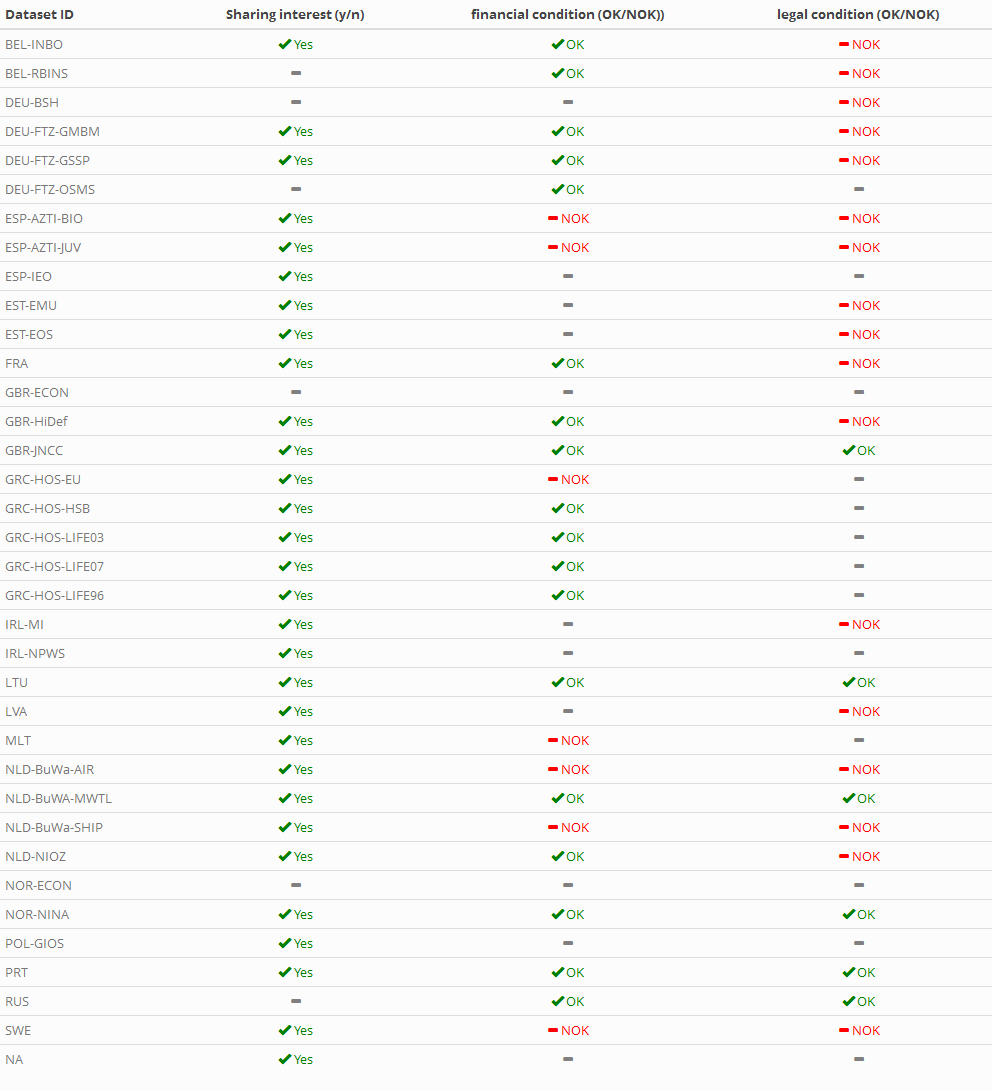 Dataset ID Sharing interest (y/n) financial condition (OK/NOK)) legal condition (OK/NOK)
BEL-INBO Yes OK NOK
BEL-RBINS OK NOK
DEU-BSH NOK
DEU-FTZ-GMBM Yes OK NOK
DEU-FTZ-GSSP Yes OK NOK
DEU-FTZ-OSMS OK
ESP-AZTI-BIO Yes NOK NOK
ESP-AZTI-JUV Yes NOK NOK
ESP-IEO Yes
EST-EMU Yes NOK
EST-EOS Yes NOK
FRA Yes OK NOK
GBR-ECON
GBR-HiDef Yes OK NOK
GBR-JNCC Yes OK OK
GRC-HOS-EU Yes NOK
GRC-HOS-HSB Yes OK
GRC-HOS-LIFE03 Yes OK
GRC-HOS-LIFE07 Yes OK
GRC-HOS-LIFE96 Yes OK
IRL-MI Yes NOK
IRL-NPWS Yes
LTU Yes OK OK
LVA Yes NOK
MLT Yes NOK
NLD-BuWa-AIR Yes NOK NOK
NLD-BuWA-MWTL Yes OK OK
NLD-BuWa-SHIP Yes NOK NOK
NLD-NIOZ Yes OK NOK
NOR-ECON
NOR-NINA Yes OK OK
POL-GIOS Yes
PRT Yes OK OK
RUS OK OK
SWE Yes NOK NOK
NA Yes